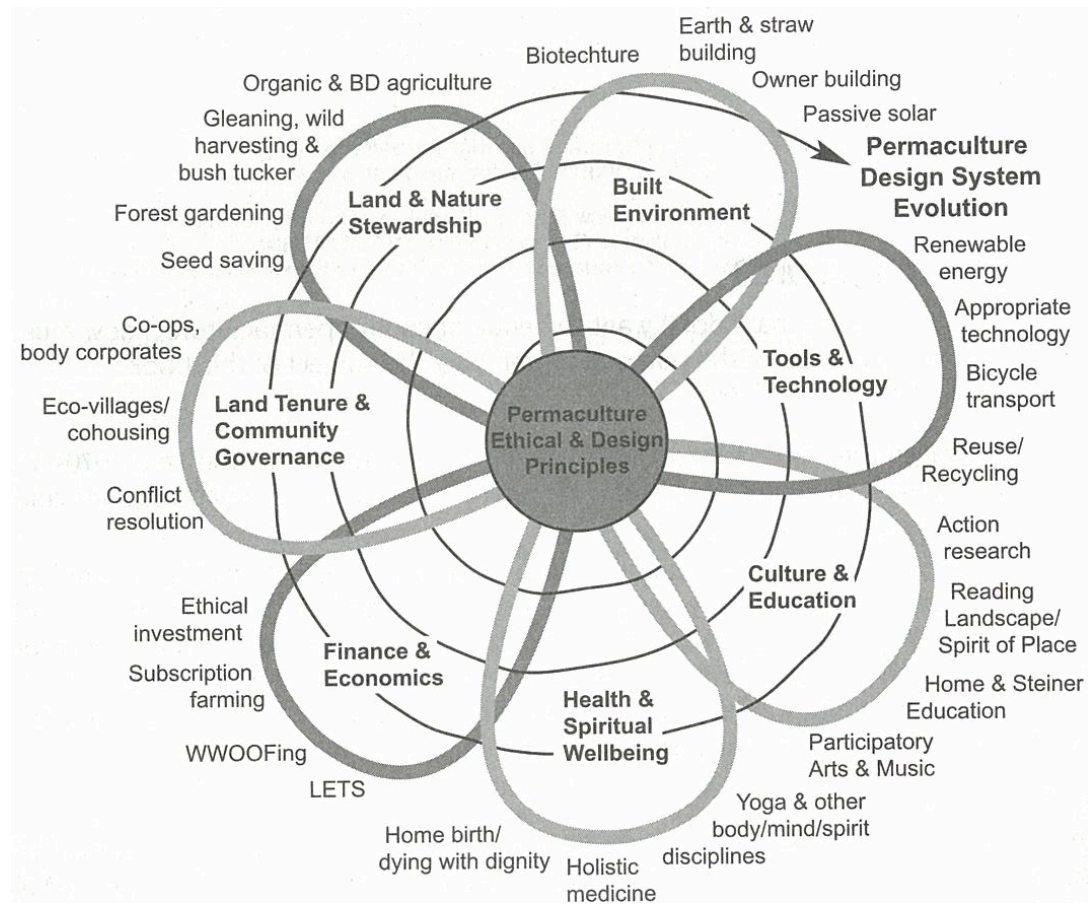 Biotechture
Earth & straw
building
Owner building
Passive solar
Permaculture
Design System
Evolution
Organic & BD agriculture
Gleaning, wild
harvesting &
bush tucker
Forest gardening
Seed saving
Land & Nature
Stewardship
Built
Environment
Renewable
energy
Appropriate
technology
Bicycle
transport
Reuse/
Recycling
Tools &
Technology
Co-ops,
body corporates
Eco-villages/
cohousing
Conflict
resolution
Land Tenure &
Community
Governance
Permaculture
Ethical & Design
Principles
Action
research
Reading
Landscape/
Spirit of Place
Home & Steiner
Education
Participatory
Arts & Music
Culture &
Education
Ethical
investment
Subscription
farming
WWOOFing
LETS
Finance &
Economics
Health &
Spiritual
Wellbeing
Home birth/
dying with dignity
Holistic
medicine
Yoga & other
body/mind/spirit
disciplines